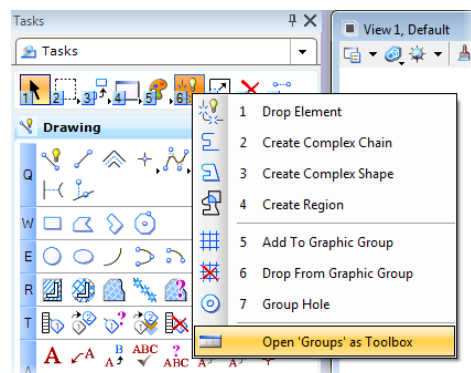 Tasks
View 1, Default
Tasks
1 2 3 4 5 6
1 Drop Element
Drawing
2 Create Complex Chain
3 Create Complex Shape
Q
4 Create Region
W
5 Add To Graphic Group
E
6 Drop From Graphic Group
R
7 Group Hole
T
Open 'Groups' as Toolbox
A A B A ABC ? ABC